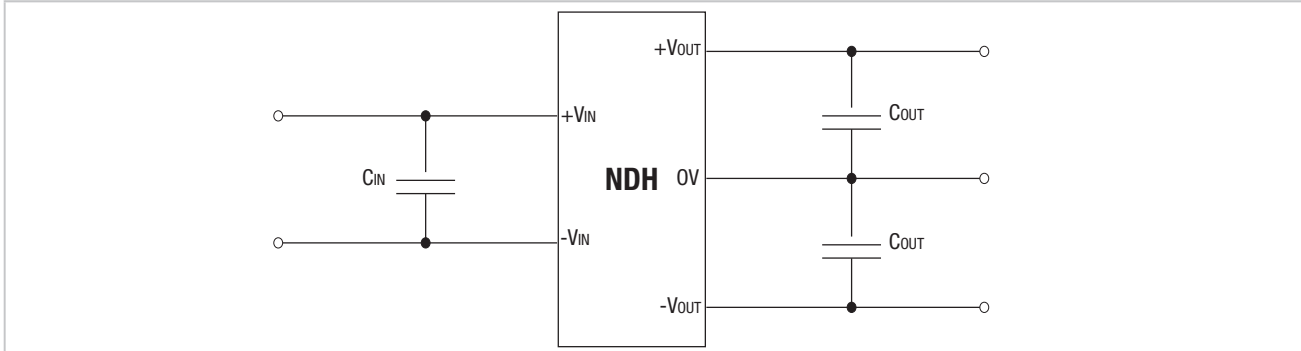 +VOUT
+VIN
COUT
CIN
NDH
0V
-VIN
COUT
-VOUT